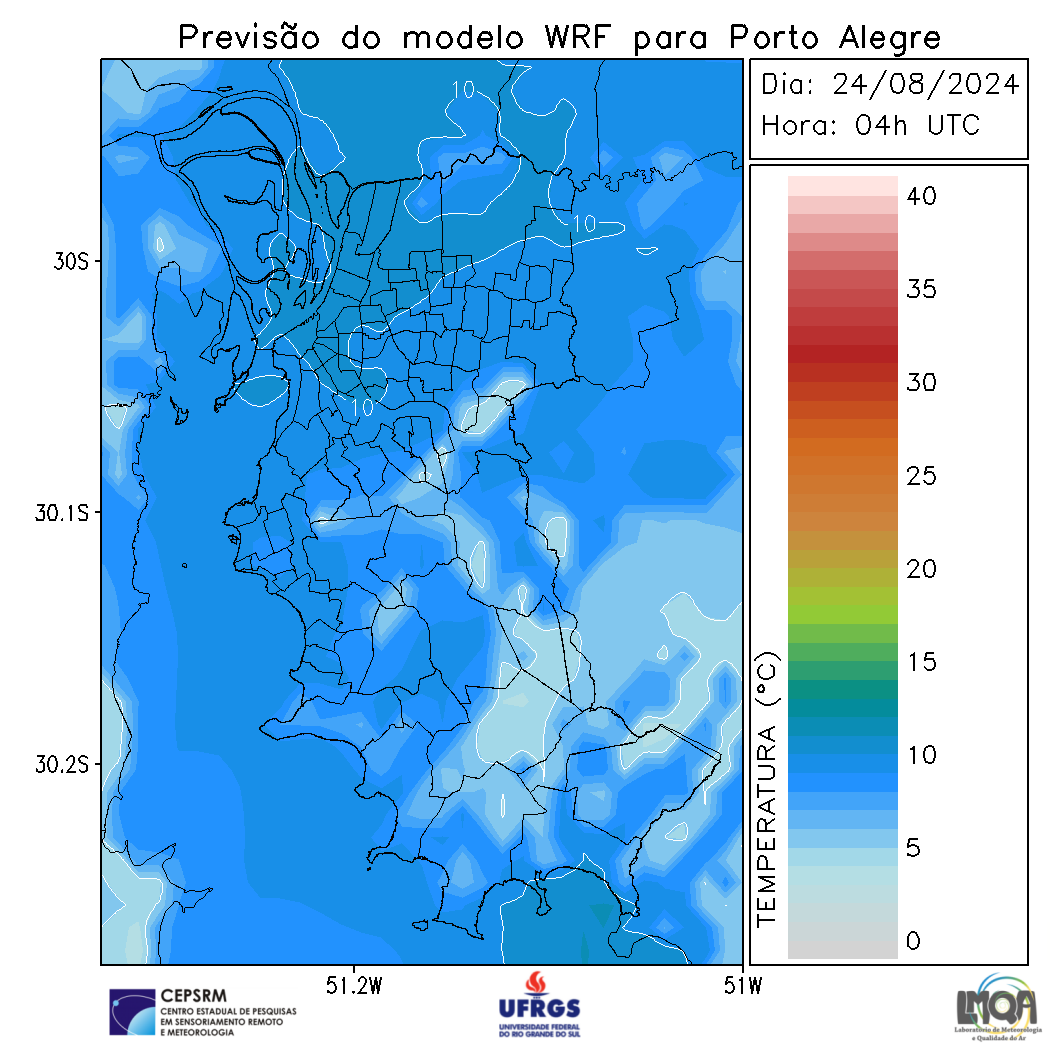 Previsão do modelo WRF para Porto Alegre
Dia: 24/08/2024
Hora: 04h UTC
10
10
10
30S
30.1S
30.2S
51.2W
51W
40
35
30
25
20
15
10
5
0
TEMPERATURA (°C)
CEPSRM
CENTRO ESTADUAL DE PESQUISAS
EM SENSORIAMENTO REMOTO
E METEOROLOGIA
UFRGS
UNIVERSIDADE FEDERAL
DO RIO GRANDE DO SUL
LMQA
Laboratório de Meteorologia
e Qualidade do Ar